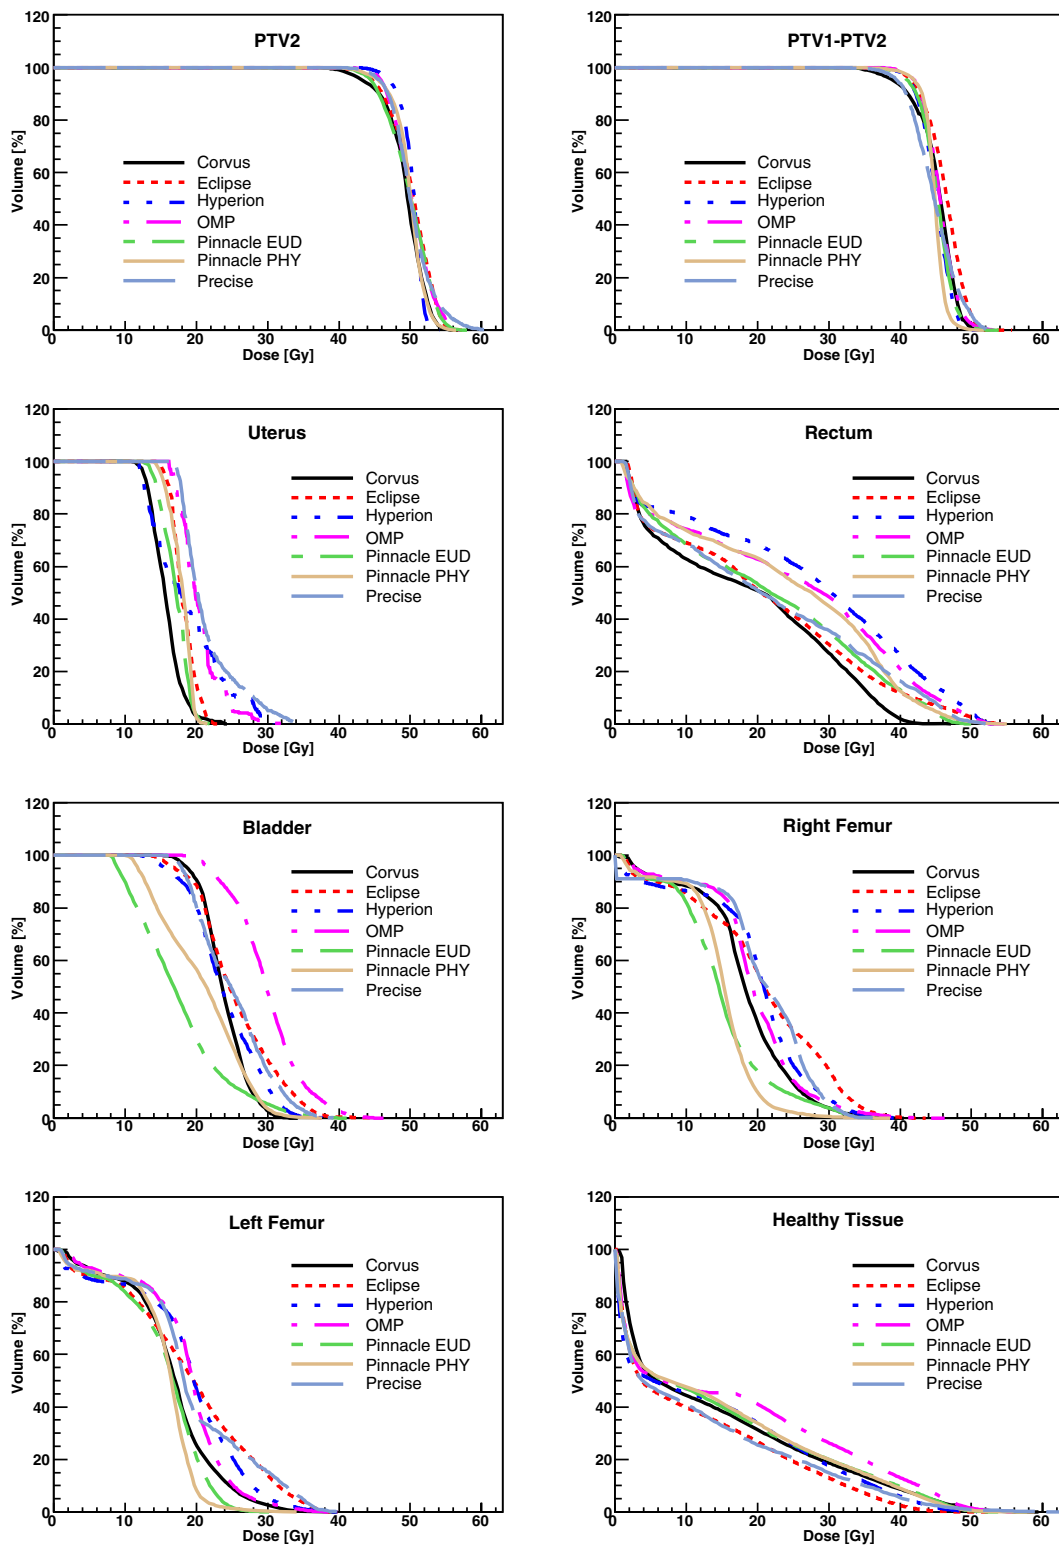 PTV2
Volume [%]
120
100
80
60
40
20
0
Corvus
Eclipse
Hyperion
OMP
Pinnacle EUD
Pinnacle PHY
Precise
0 10 20 30 40 50 60
Dose [Gy]
PTV1-PTV2
Volume [%]
120
100
80
60
40
20
0
Corvus
Eclipse
Hyperion
OMP
Pinnacle EUD
Pinnacle PHY
Precise
0 10 20 30 40 50 60
Dose [Gy]
Uterus
Volume [%]
120
100
80
60
40
20
0
Corvus
Eclipse
Hyperion
OMP
Pinnacle EUD
Pinnacle PHY
Precise
0 10 20 30 40 50 60
Dose [Gy]
Rectum
Volume [%]
120
100
80
60
40
20
0
Corvus
Eclipse
Hyperion
OMP
Pinnacle EUD
Pinnacle PHY
Precise
0 10 20 30 40 50 60
Dose [Gy]
Bladder
Volume [%]
120
100
80
60
40
20
0
Corvus
Eclipse
Hyperion
OMP
Pinnacle EUD
Pinnacle PHY
Precise
0 10 20 30 40 50 60
Dose [Gy]
Right Femur
Volume [%]
120
100
80
60
40
20
0
Corvus
Eclipse
Hyperion
OMP
Pinnacle EUD
Pinnacle PHY
Precise
0 10 20 30 40 50 60
Dose [Gy]
Left Femur
Volume [%]
120
100
80
60
40
20
0
Corvus
Eclipse
Hyperion
OMP
Pinnacle EUD
Pinnacle PHY
Precise
0 10 20 30 40 50 60
Dose [Gy]
Healthy Tissue
Volume [%]
120
100
80
60
40
20
0
Corvus
Eclipse
Hyperion
OMP
Pinnacle EUD
Pinnacle PHY
Precise
0 10 20 30 40 50 60
Dose [Gy]